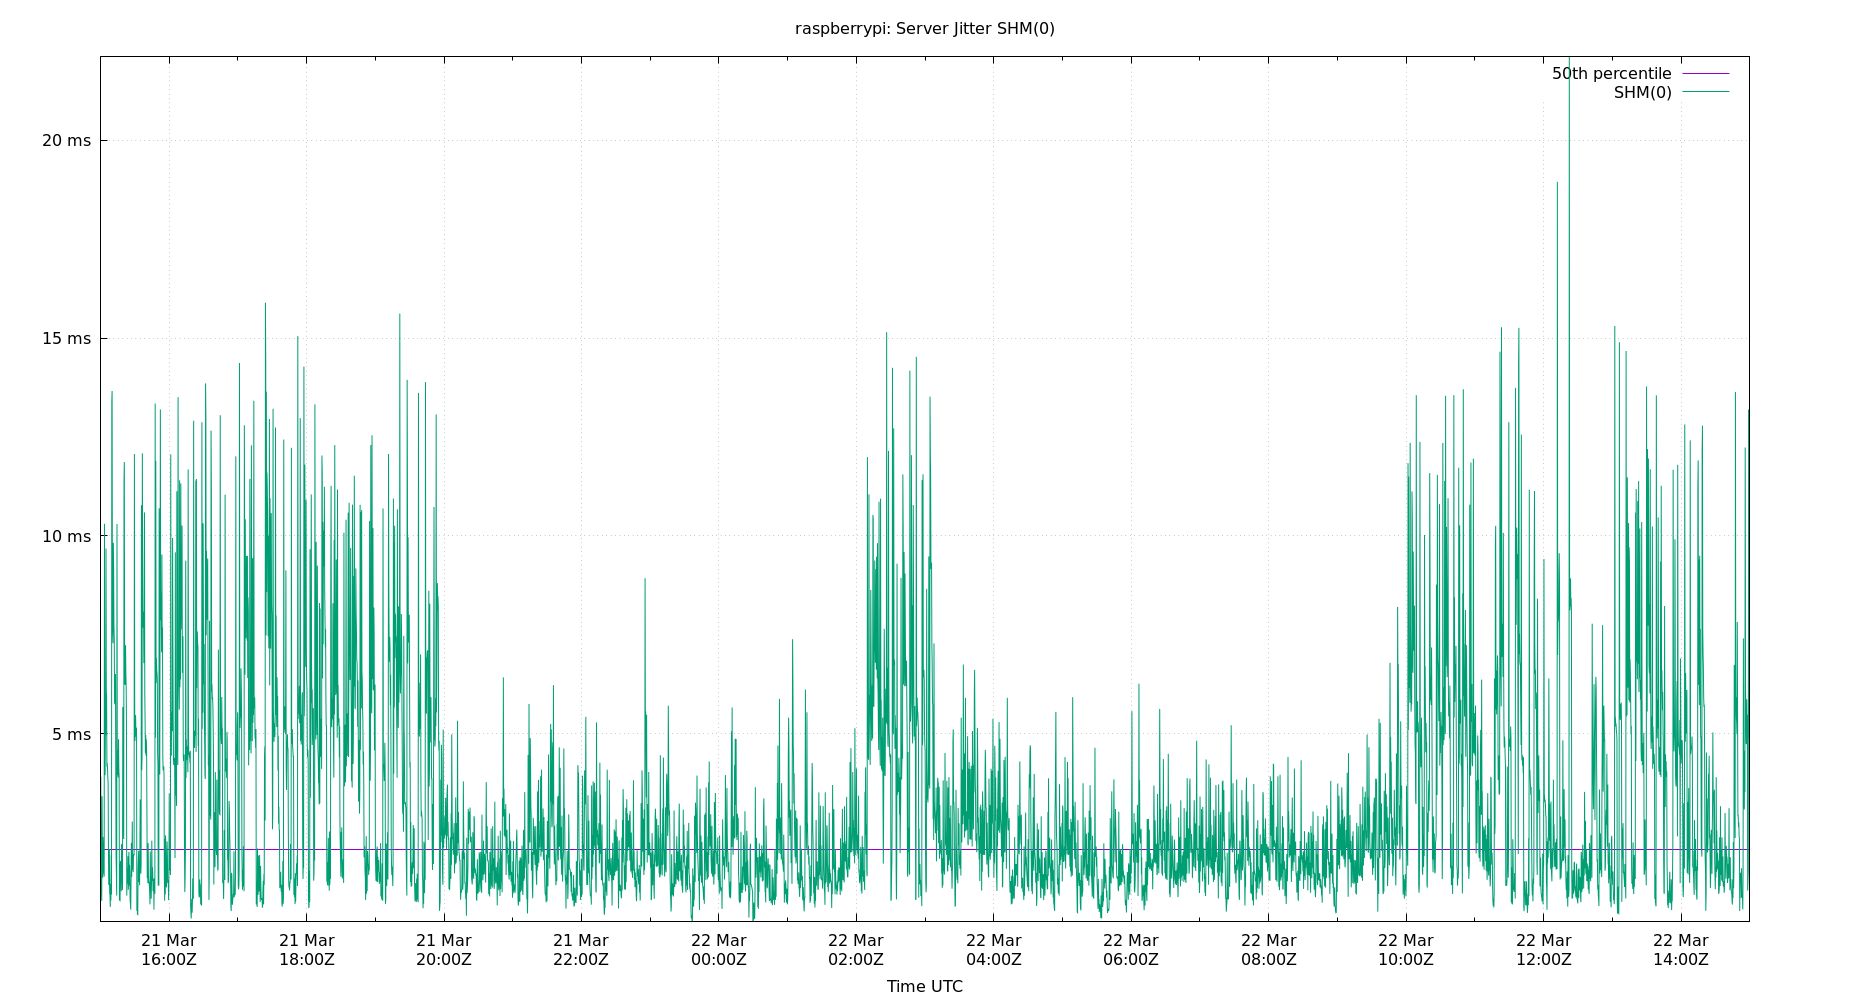 raspberrypi: Server Jitter SHM(0)
50th percentile
SHM(0)
20 ms
15 ms
10 ms
5 ms
21 Mar 21 Mar 21 Mar 21 Mar 22 Mar 22 Mar 22 Mar 22 Mar 22 Mar 22 Mar 22 Mar 22 Mar
16:00Z 18:00Z 20:00Z 22:00Z 00:00Z 02:00Z 04:00Z 06:00Z 08:00Z 10:00Z 12:00Z 14:00Z
Time UTC